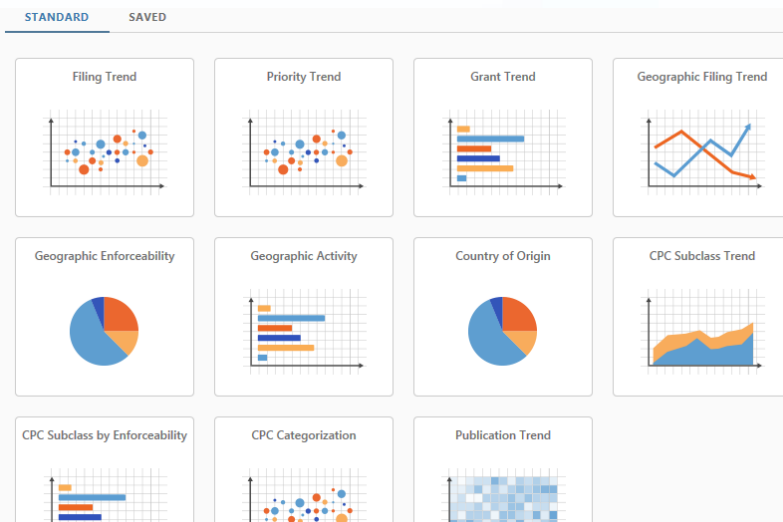 STANDARD SAVED
Filing Trend
Priority Trend
Grant Trend
Geographic Filing Trend
Geographic Enforceability
Geographic Activity
Country of Origin
CPC Subclass Trend
CPC Subclass by Enforceability
CPC Categorization
Publication Trend